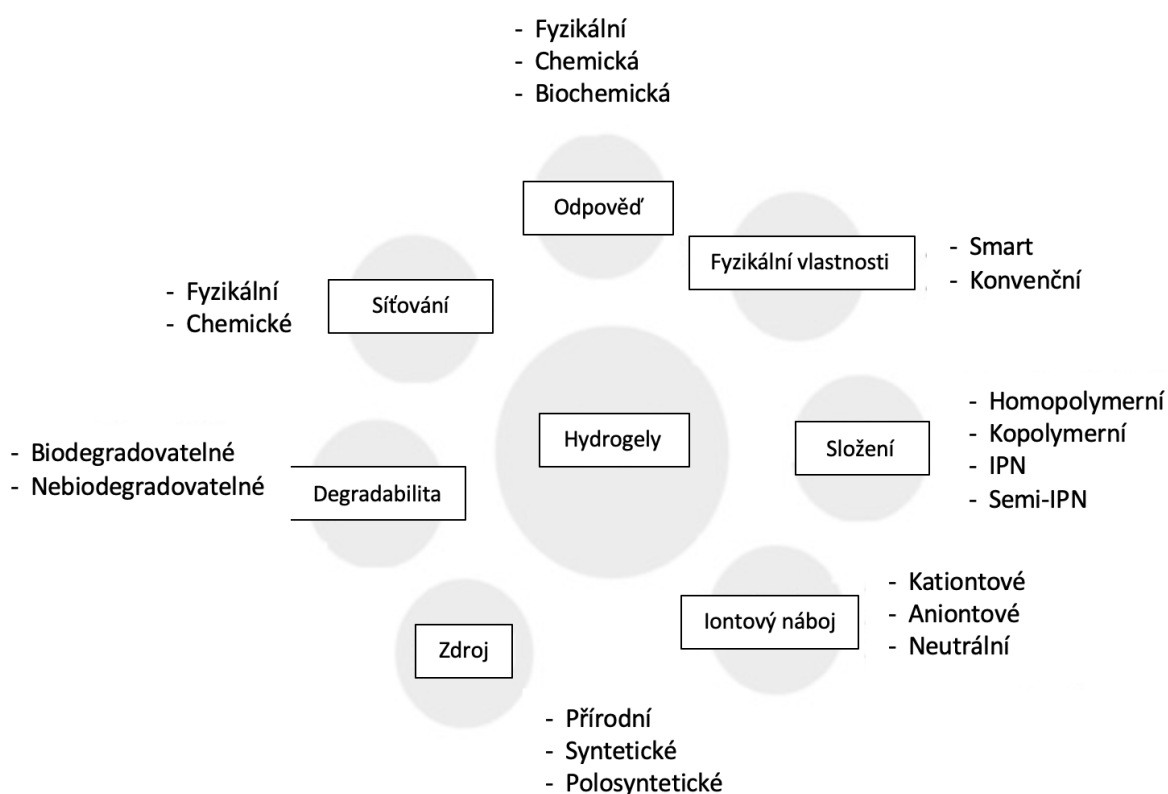 - Fyzikální
- Chemická
- Biochemická
Odpověď
Fyzikální vlastnosti
- Smart
- Konvenční
- Fyzikální
- Chemické
Síťování
Hydrogely
Složení
- Homopolymerní
- Kopolymerní
- IPN
- Semi-IPN
- Biodegradovatelné
- Nebiodegradovatelné
Degradabilita
Iontový náboj
- Kationtové
- Aniontové
- Neutrální
Zdroj
- Přírodní
- Syntetické
- Polosyntetické